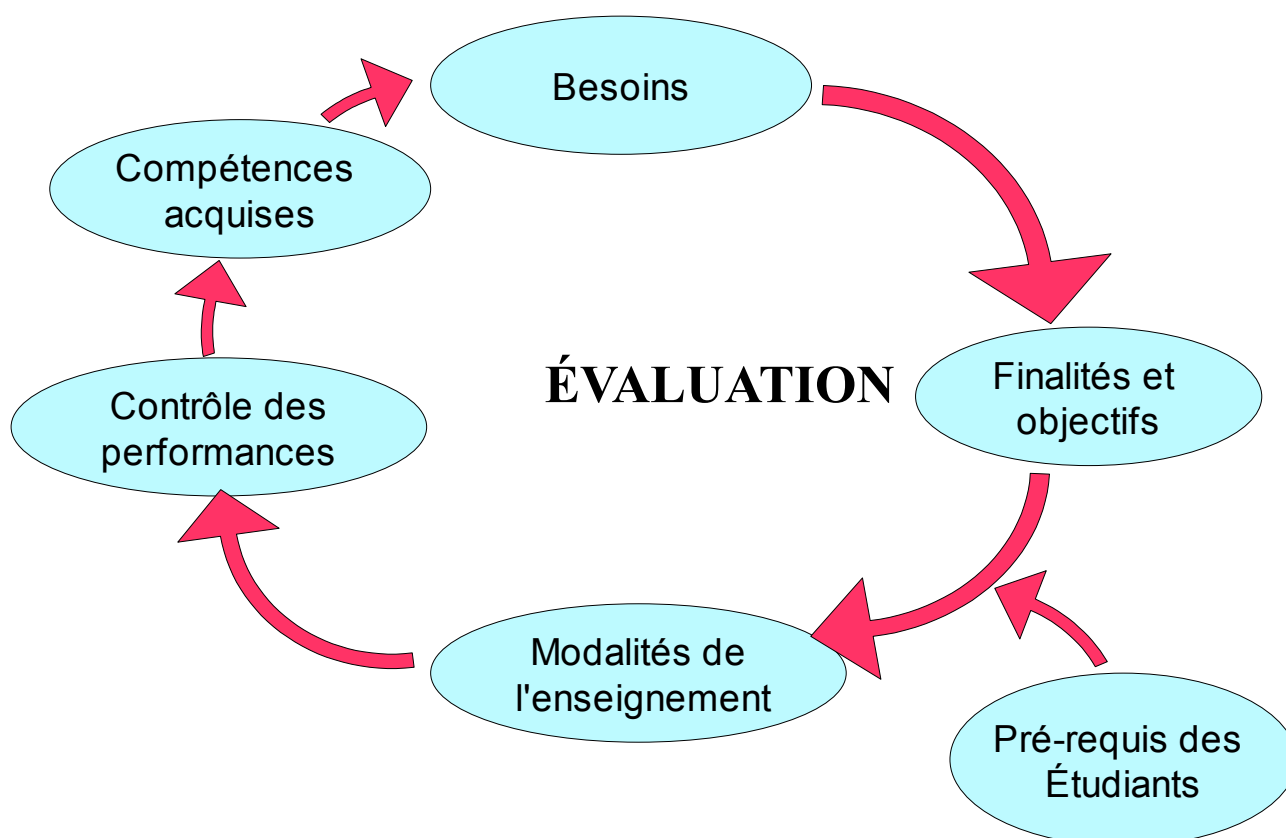 Besoins
Compétences
acquises
ÉVALUATION
Finalités et
objectifs
Contrôle des
performances
Modalités de
l'enseignement
Pré-requis des
Étudiants